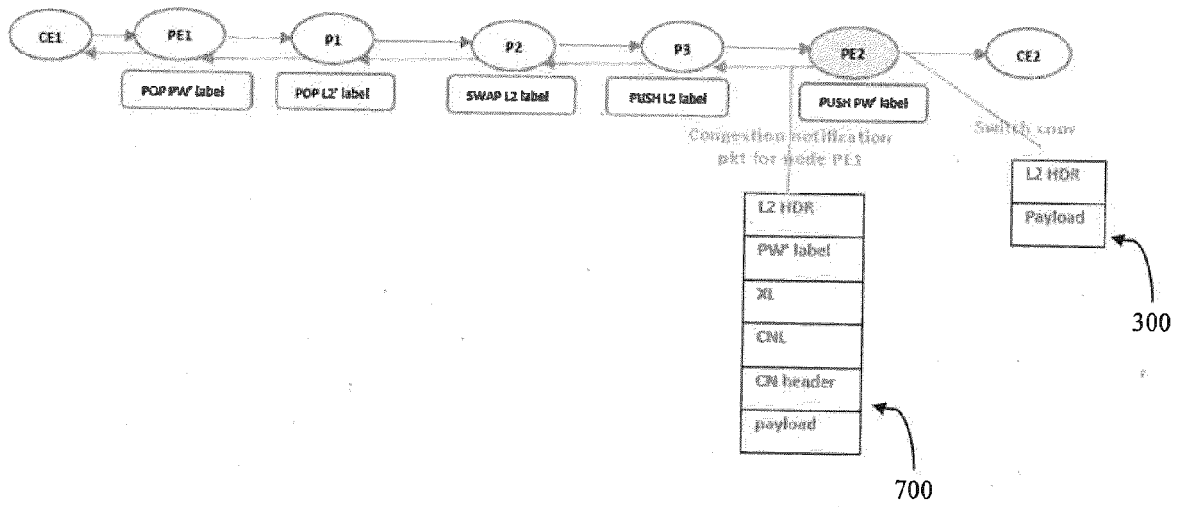 CE1
PE1
P1
P2
P3
PE2
CE2
POP PW' label
POP L2' label
SWAP L2 label
PUSH L2 label
PUSH PW' label
Congestion notification
pkt for node PE1
Switch conv
L2 HDR
Payload
300
L2 HDR
PW' label
XL
CNL
CN header
payload
700